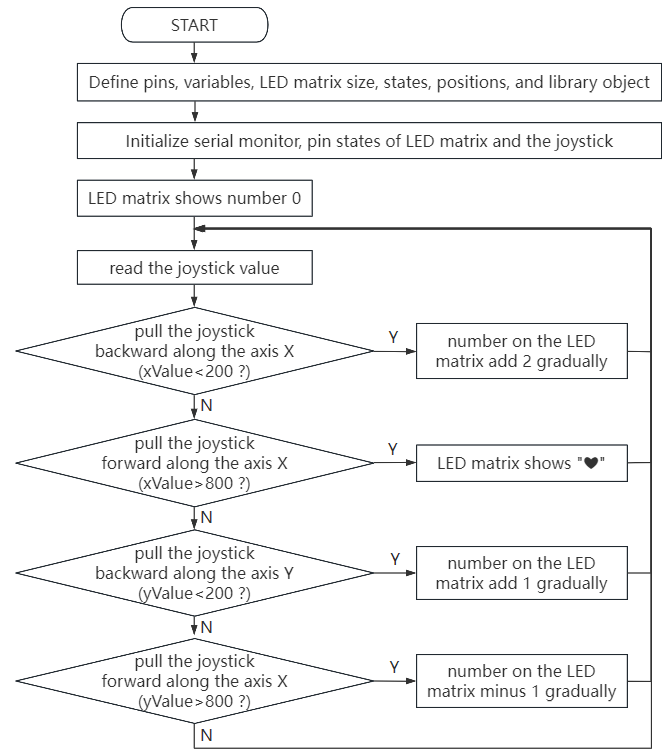 START
Define pins, variables, LED matrix size, states, positions, and library object
Initialize serial monitor, pin states of LED matrix and the joystick
LED matrix shows number 0
read the joystick value
pull the joystick
backward along the axis X
(xValue<200 ?)
Y
number on the LED
matrix add 2 gradually
N
pull the joystick
forward along the axis X
(xValue>800 ?)
Y
LED matrix shows "♥"
N
pull the joystick
backward along the axis Y
(yValue<200 ?)
Y
number on the LED
matrix add 1 gradually
N
pull the joystick
forward along the axis X
(yValue>800 ?)
Y
number on the LED
matrix minus 1 gradually
N